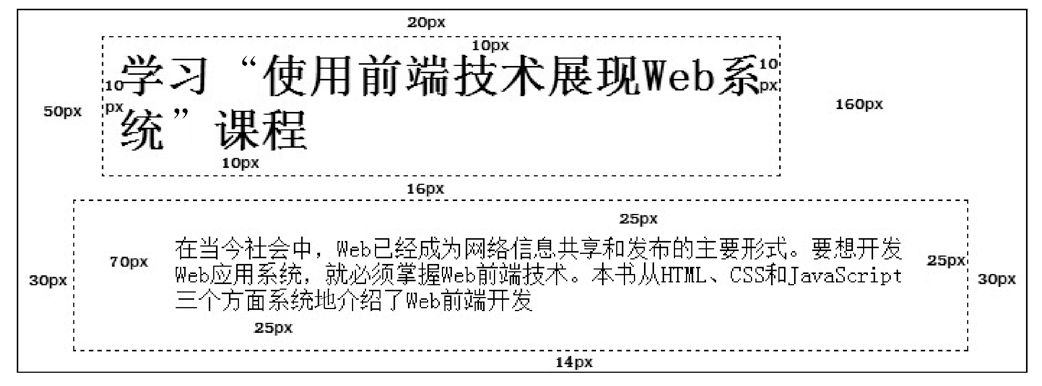 20px
10px
学习“使用前端技术展现Web系
10px
10px
50px
160px
统”课程
10px
16px
25px
在当今社会中，Web已经成为网络信息共享和发布的主要形式。要想开发
70px
25px
Web应用系统，就必须掌握Web前端技术。本书从HTML、CSS和JavaScript
30px
30px
三个方面系统地介绍了Web前端开发
25px
14px